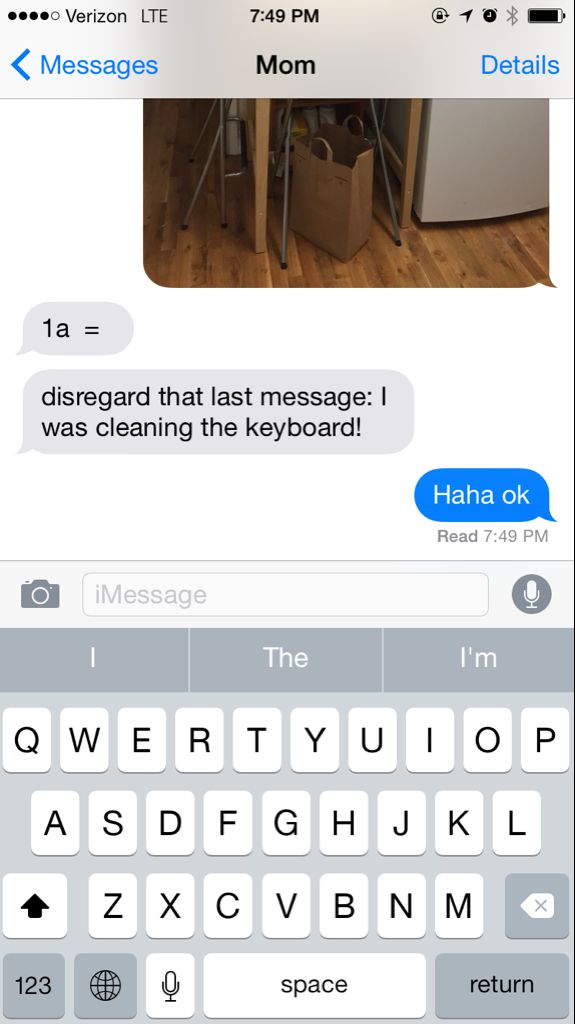 Verizon LTE 7:49 PM
Messages Mom Details
1a =
disregard that last message: I
was cleaning the keyboard!
Haha ok
Read 7:49 PM
iMessage
I The I'm
Q W E R T Y U I O P
A S D F G H J K L
Z X C V B N M
123 space return